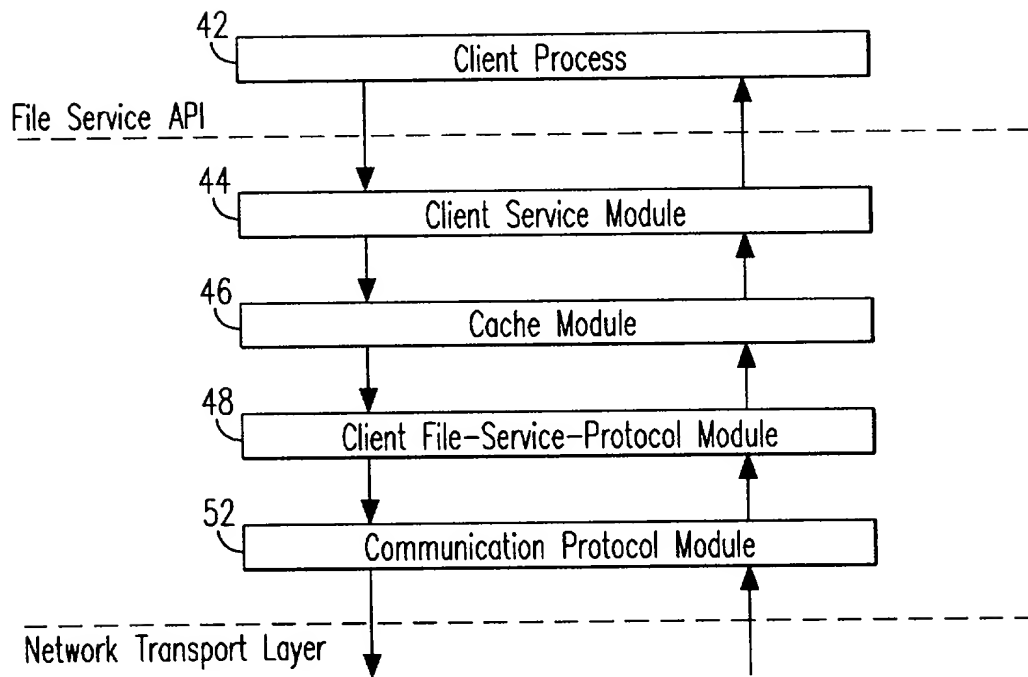 42
Client Process
File Service API
44
Client Service Module
46
Cache Module
48
Client File-Service-Protocol Module
52
Communication Protocol Module
Network Transport Layer